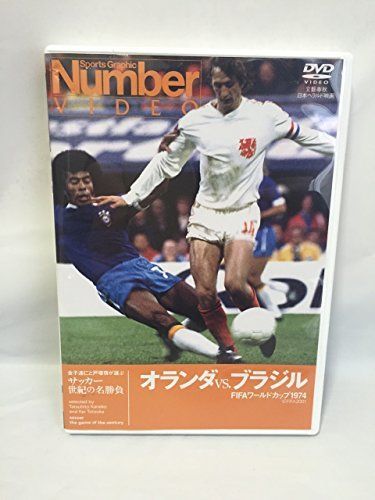 Sports Graphic
Number
VIDEO
DVD
VIDEO
文藝春秋
日本ヘラルド映画
金子達仁と戸塚啓が選ぶ
サッカー
世紀の名勝負
selected by
Tatsuhito Kaneko
and Kei Totsuka
soccer
the game of the century
オランダvs.ブラジル
FIFAワールドカップ1974